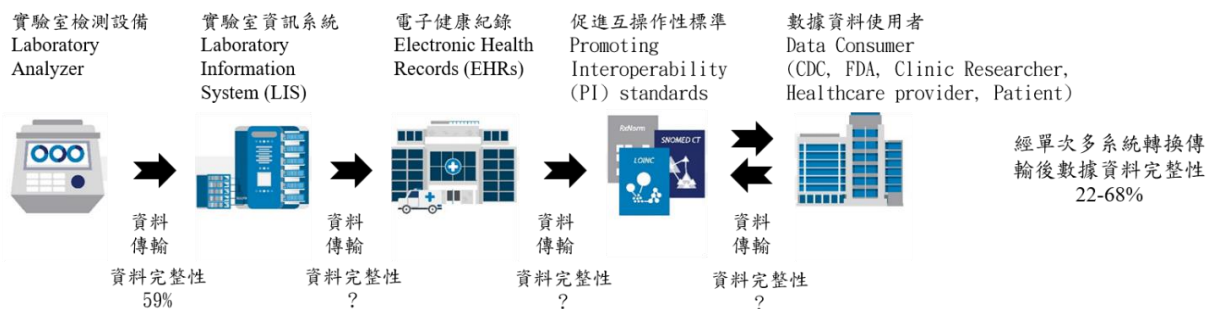 實驗室檢測設備
Laboratory
Analyzer
實驗室資訊系統
Laboratory
Information
System (LIS)
電子健康紀錄
Electronic Health
Records (EHRs)
促進互操作性標準
Promoting
Interoperability
(PI) standards
數據資料使用者
Data Consumer
(CDC, FDA, Clinic Researcher,
Healthcare provider, Patient)
RxNorm
SNOMED CT
LOINC
經單次多系統轉換傳
輸後數據資料完整性
22-68%
資料
傳輸
資料完整性
59%
資料
傳輸
資料完整性
?
資料
傳輸
資料完整性
?
資料
傳輸
資料完整性
?